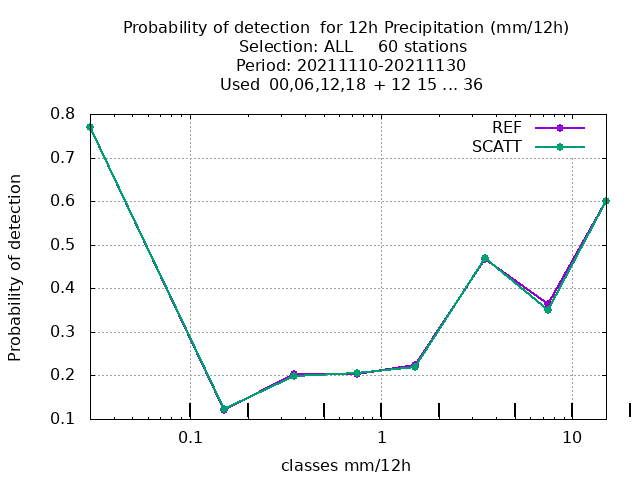 Probability of detection  for 12h Precipitation (mm/12h)
Selection: ALL     60 stations
Period: 20211110-20211130
Used  00,06,12,18  + 12 15 ... 36
REF
SCATT
0.8
0.7
0.6
0.5
0.4
0.3
0.2
0.1
Probability of detection
0.1
1
10
classes mm/12h